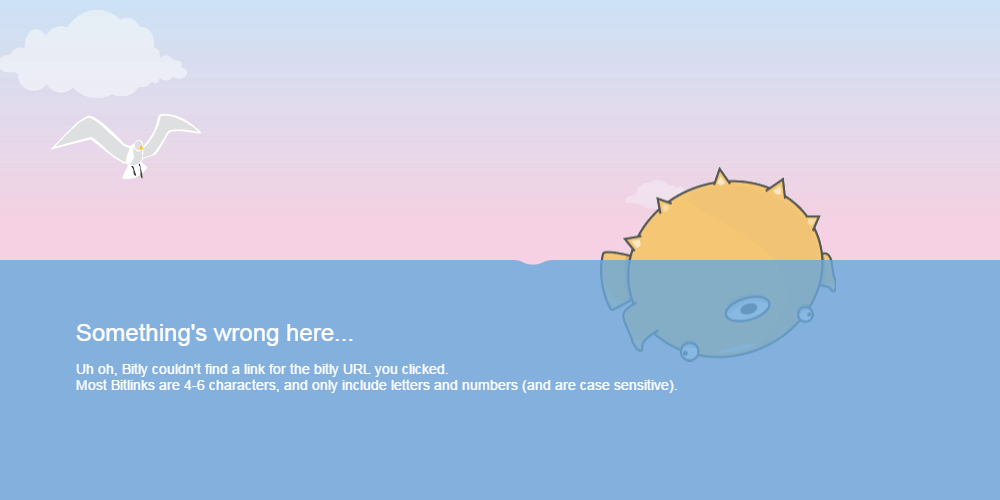 Something's wrong here...
Uh oh, Bitly couldn't find a link for the bitly URL you clicked.
Most Bitlinks are 4-6 characters, and only include letters and numbers (and are case sensitive).